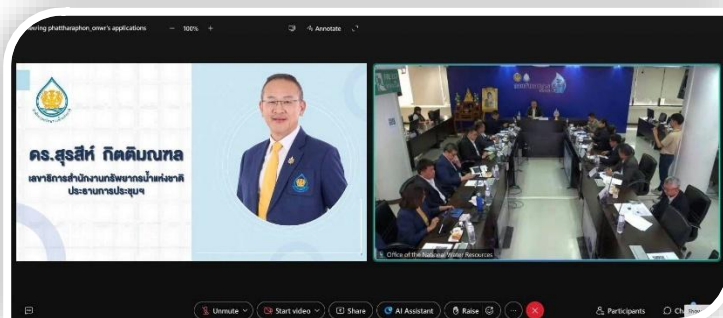 phattharaphon_onwr's applications
— 100% +
Annotate
ดร.สุรสีห์ กิตติมณฑล
เลขาธิการสำนักงานทรัพยากรน้ำแห่งชาติ
ประธานการประชุมฯ
Office of the National Water Resources
Unmute
Start video
Share
AI Assistant
Raise
Participants